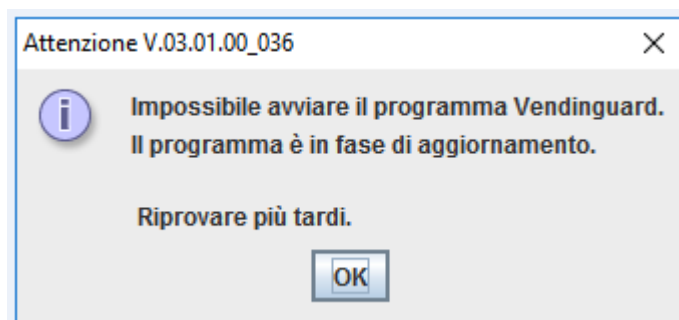 Attenzione V.03.01.00_036
Impossibile avviare il programma Vendinguard.
Il programma è in fase di aggiornamento.
Riprovare più tardi.
OK